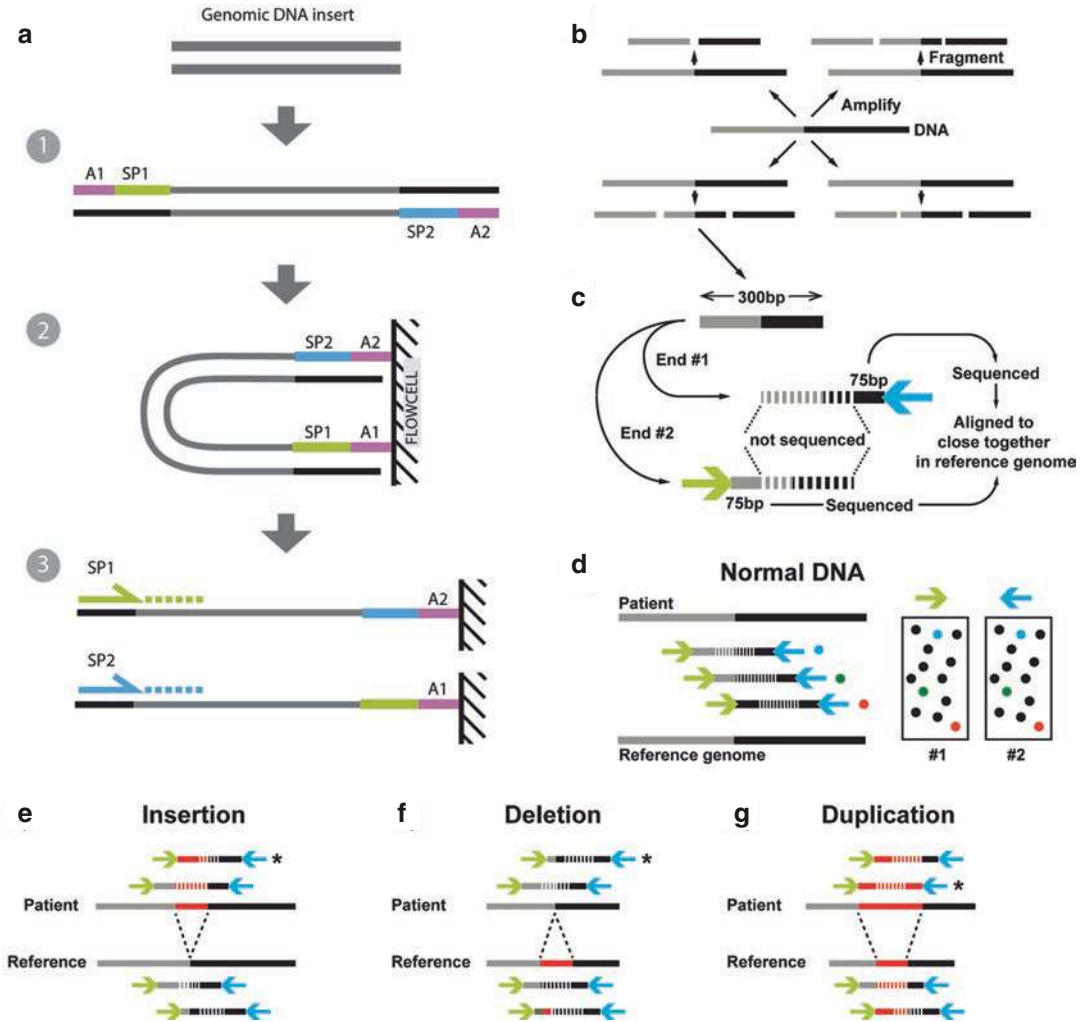 a
Genomic DNA insert
1
A1 SP1
SP2 A2
2
SP2 A2
SP1 A1
FLOWCELL
3
SP1
A2
SP2
A1
b
Fragment
Amplify
DNA
c
300bp
End #1
End #2
75bp
Sequenced
not sequenced
Aligned to
close together
in reference genome
75bp
Sequenced
d
Normal DNA
Patient
Reference genome
#1 #2
e
Insertion
*
Patient
Reference
f
Deletion
*
Patient
Reference
g
Duplication
*
Patient
Reference